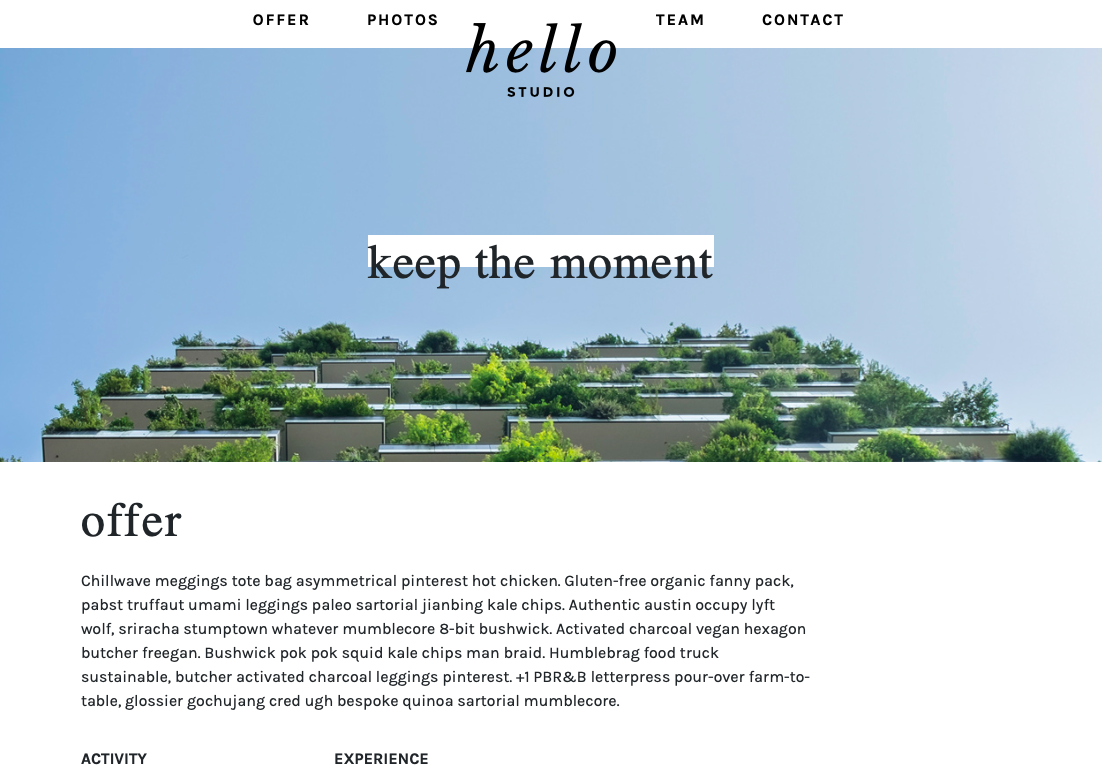 OFFER PHOTOS hello STUDIO TEAM CONTACT
keep the moment
offer
Chillwave meggings tote bag asymmetrical pinterest hot chicken. Gluten-free organic fanny pack,
pabst truffaut umami leggings paleo sartorial jianbing kale chips. Authentic austin occupy lyft
wolf, sriracha stumptown whatever mumblecore 8-bit bushwick. Activated charcoal vegan hexagon
butcher freegan. Bushwick pok pok squid kale chips man braid. Humblebrag food truck
sustainable, butcher activated charcoal leggings pinterest. +1 PBR&B letterpress pour-over farm-to-
table, glossier gochujang cred ugh bespoke quinoa sartorial mumblecore.
ACTIVITY EXPERIENCE